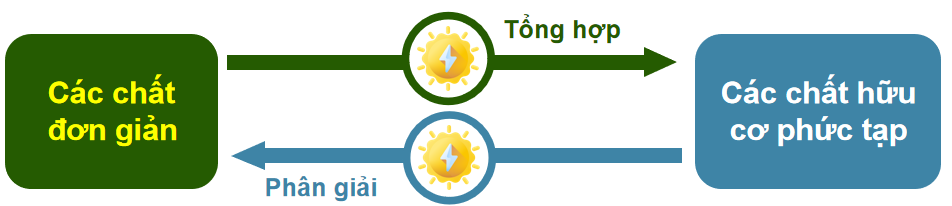 Tổng hợp
Các chất
đơn giản
Các chất hữu
cơ phức tạp
Phân giải